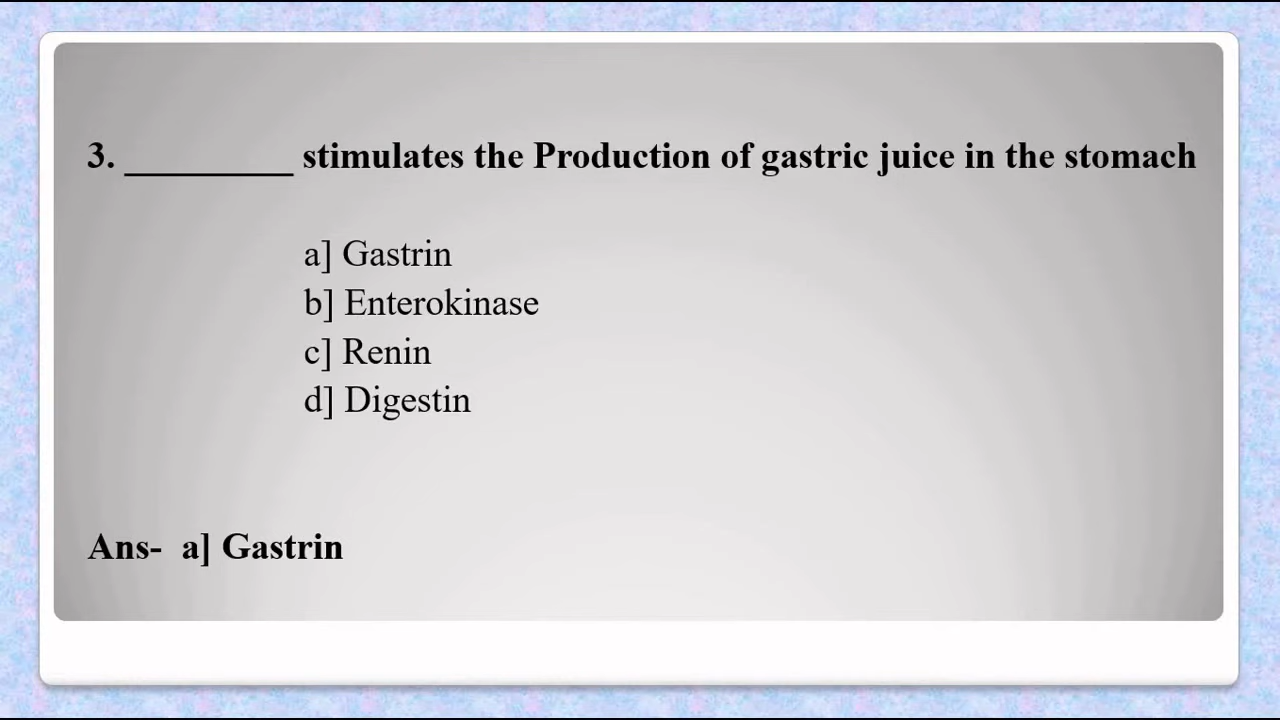 3. _________ stimulates the Production of gastric juice in the stomach
a] Gastrin
b] Enterokinase
c] Renin
d] Digestin
Ans- a] Gastrin